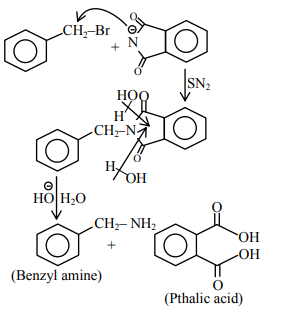 CH₂–Br
+
O
⊖
N
O
SN₂
HO O
H
CH₂–N
O
H
OH
⊖
HO H₂O
CH₂– NH₂
+
O
OH
OH
O
(Benzyl amine)
(Pthalic acid)